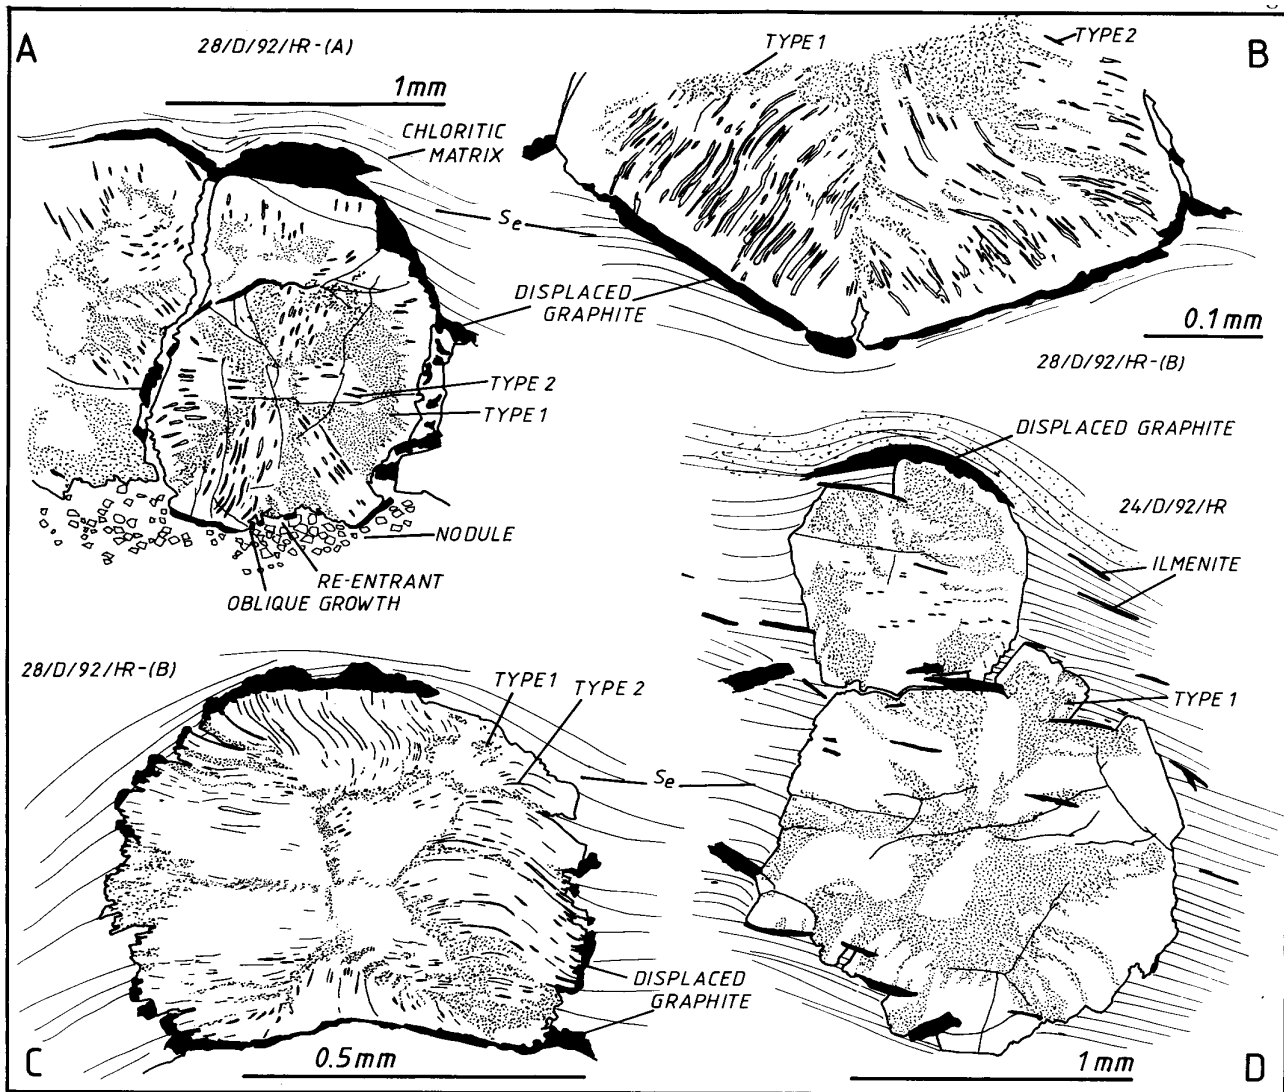 A
28/D/92/HR-(A)
1mm
CHLORITIC
MATRIX
Se
DISPLACED
GRAPHITE
TYPE 2
TYPE 1
NODULE
RE-ENTRANT
OBLIQUE GROWTH
TYPE 1
TYPE 2
B
0.1mm
28/D/92/HR-(B)
28/D/92/HR-(B)
TYPE 1
TYPE 2
Se
DISPLACED
GRAPHITE
C
0.5mm
DISPLACED GRAPHITE
24/D/92/HR
ILMENITE
TYPE 1
1mm
D